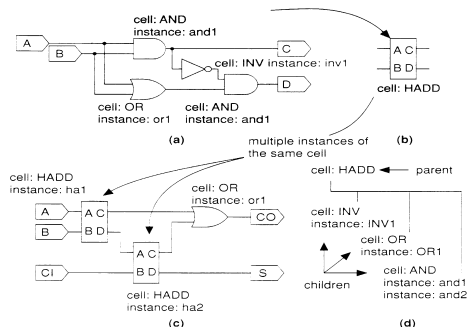 cell: AND
instance: and1
A
B
C
cell: INV instance: inv1
D
cell: OR
instance: or1
cell: AND
instance: and1
(a)
A C
B D
cell: HADD
(b)
multiple instances of
the same cell
cell: HADD
instance: ha1
cell: OR
instance: or1
A
B
A C
B D
CO
A C
B D
CI
S
cell: HADD
instance: ha2
(c)
cell: HADD
parent
cell: INV
instance: INV1
cell: OR
instance: OR1
cell: AND
instance: and1
instance: and2
children
(d)